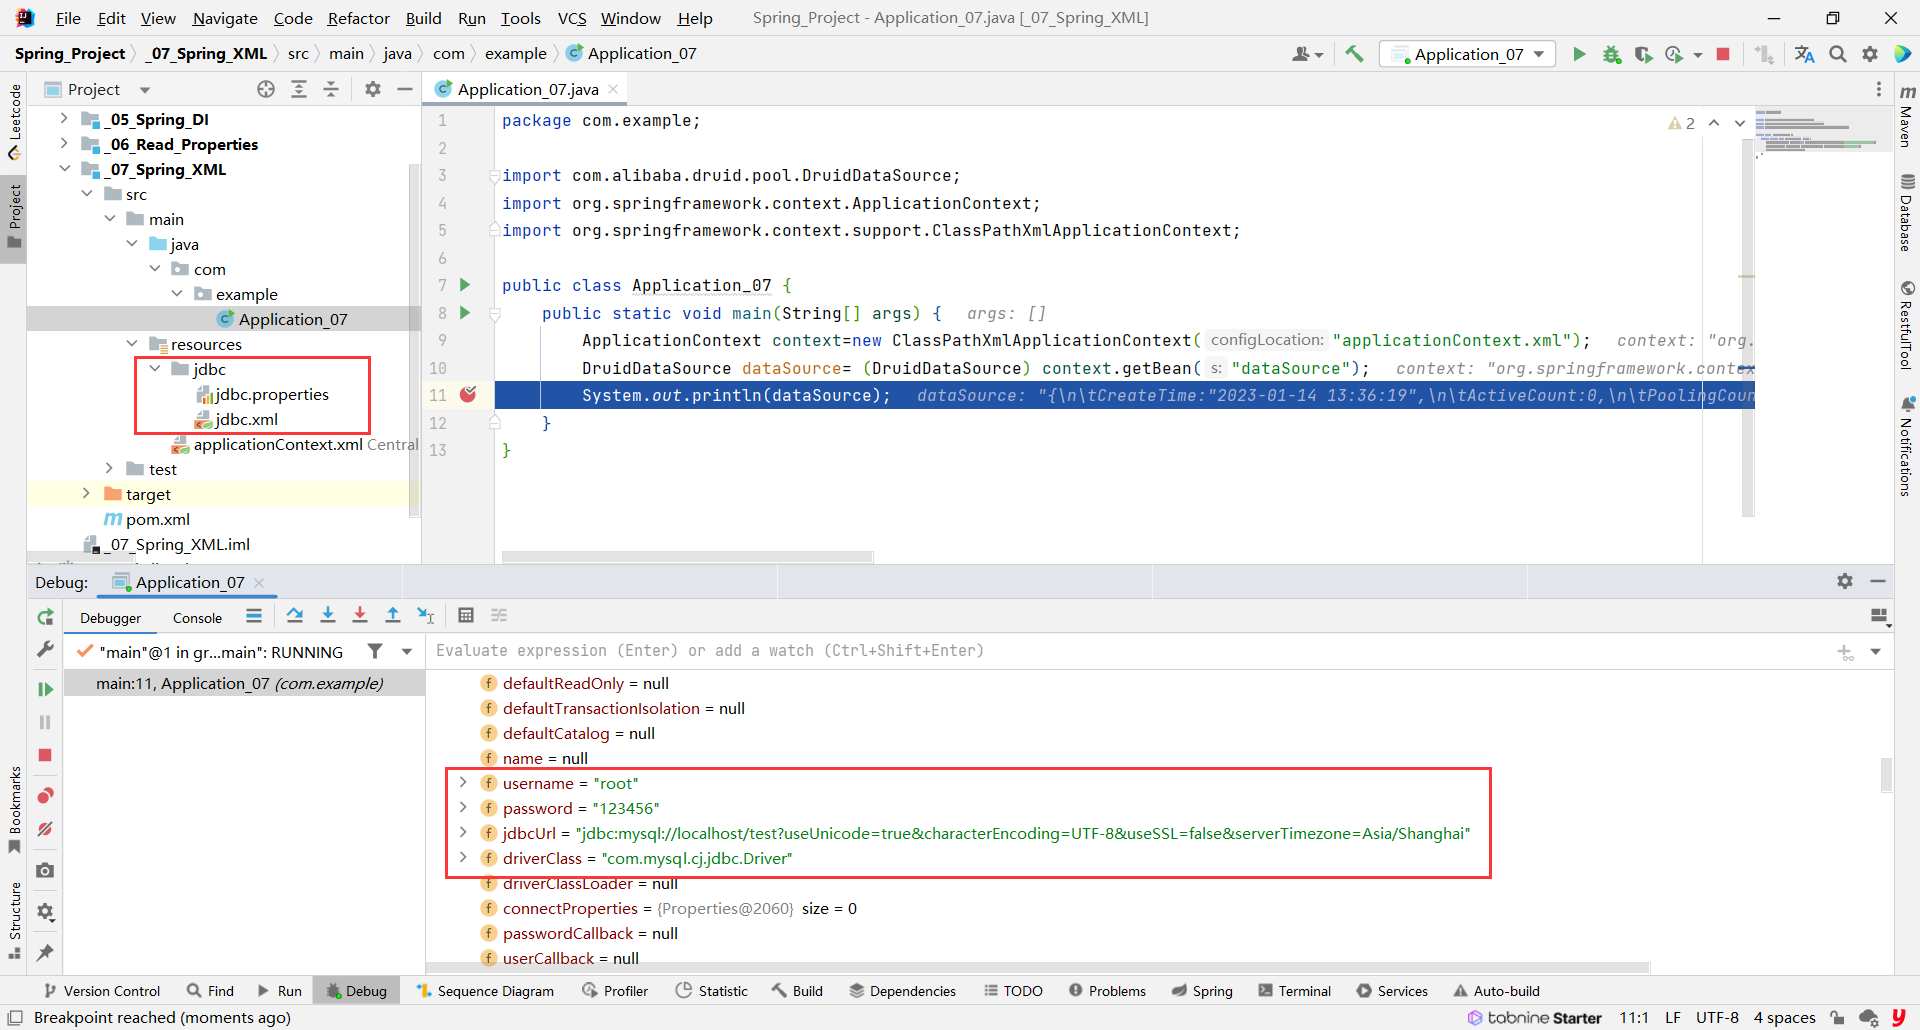 File Edit View Navigate Code Refactor Build Run Tools VCS Window Help Spring_Project - Application_07.java [_07_Spring_XML]
Spring_Project _07_Spring_XML src main java com example Application_07
Application_07
Project
Application_07.java
Leetcode
Project
Bookmarks
Structure
_05_Spring_DI
_06_Read_Properties
_07_Spring_XML
src
main
java
com
example
Application_07
resources
jdbc
jdbc.properties
jdbc.xml
applicationContext.xml Central
test
target
pom.xml
_07_Spring_XML.iml
2
1 package com.example;
2
3 import com.alibaba.druid.pool.DruidDataSource;
4 import org.springframework.context.ApplicationContext;
5 import org.springframework.context.support.ClassPathXmlApplicationContext;
6
7 public class Application_07 {
8 public static void main(String[] args) { args: []
9 ApplicationContext context=new ClassPathXmlApplicationContext( configLocation: "applicationContext.xml"); context: "org.
10 DruidDataSource dataSource= (DruidDataSource) context.getBean( s: "dataSource"); context: "org.springframework.contex
11 System.out.println(dataSource); dataSource: "{\n\tCreateTime:"2023-01-14 13:36:19",\n\tActiveCount:0,\n\tPoolingCoun
12 }
13 }
Maven
Database
RestfulTool
Notifications
Debug: Application_07
Debugger Console
"main"@1 in gr...main": RUNNING
main:11, Application_07 (com.example)
Evaluate expression (Enter) or add a watch (Ctrl+Shift+Enter)
defaultReadOnly = null
defaultTransactionIsolation = null
defaultCatalog = null
name = null
username = "root"
password = "123456"
jdbcUrl = "jdbc:mysql://localhost/test?useUnicode=true&characterEncoding=UTF-8&useSSL=false&serverTimezone=Asia/Shanghai"
driverClass = "com.mysql.cj.jdbc.Driver"
driverClassLoader = null
connectProperties = {Properties@2060} size = 0
passwordCallback = null
userCallback = null
Version Control Find Run Debug Sequence Diagram Profiler Statistic Build Dependencies TODO Problems Spring Terminal Services Auto-build
Breakpoint reached (moments ago)
tabnine Starter 11:1 LF UTF-8 4 spaces